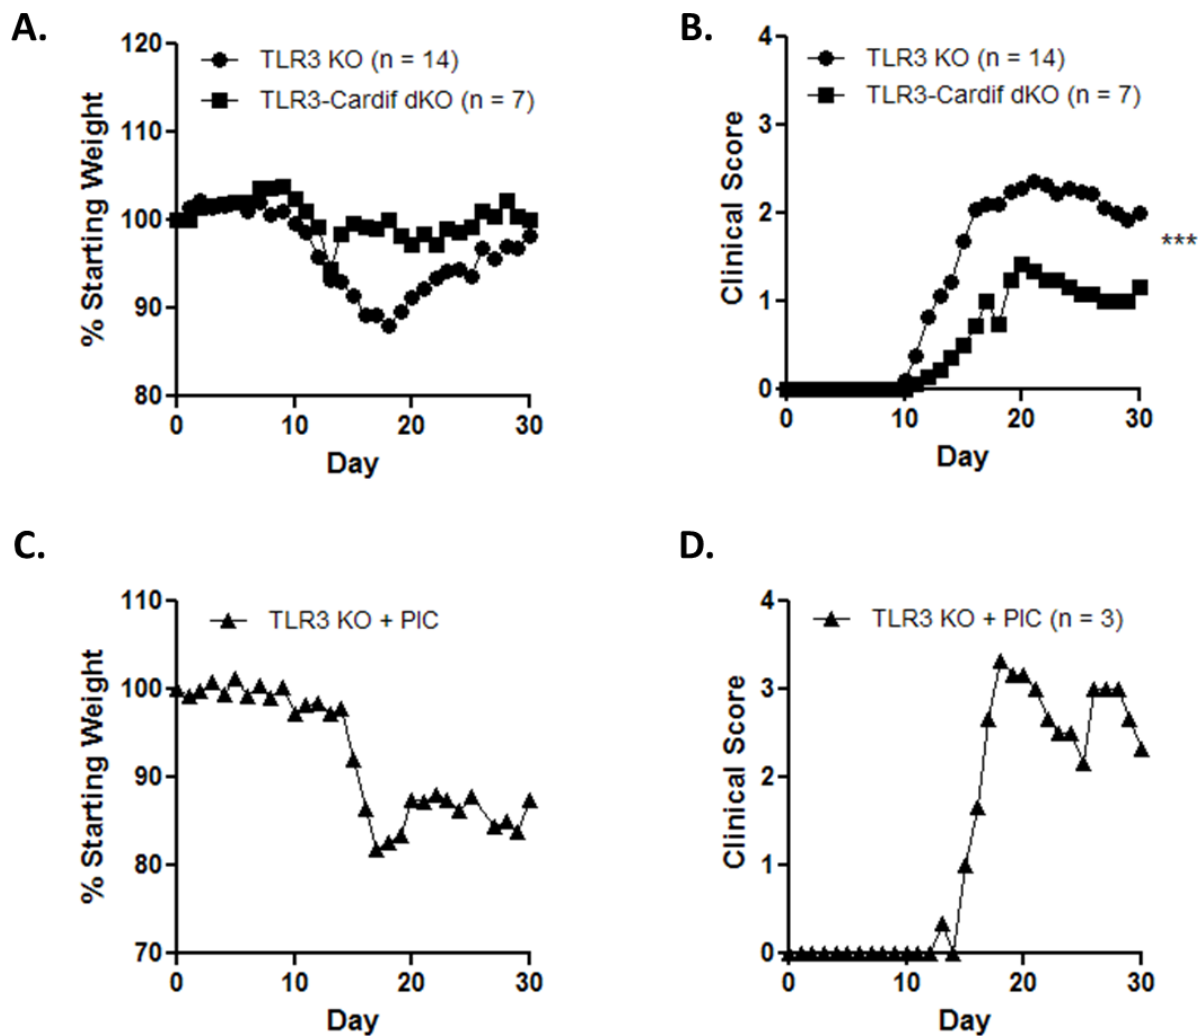 A.
120
110
100
90
80
% Starting Weight
TLR3 KO (n = 14)
TLR3-Cardif dKO (n = 7)
0 10 20 30
Day
B.
4
3
2
1
0
Clinical Score
TLR3 KO (n = 14)
TLR3-Cardif dKO (n = 7)
***
0 10 20 30
Day
C.
110
100
90
80
70
% Starting Weight
TLR3 KO + PIC
0 10 20 30
Day
D.
4
3
2
1
0
Clinical Score
TLR3 KO + PIC (n = 3)
0 10 20 30
Day